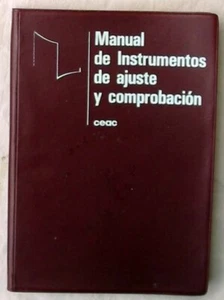 Manual
de Instrumentos
de ajuste
y comprobación
ceac